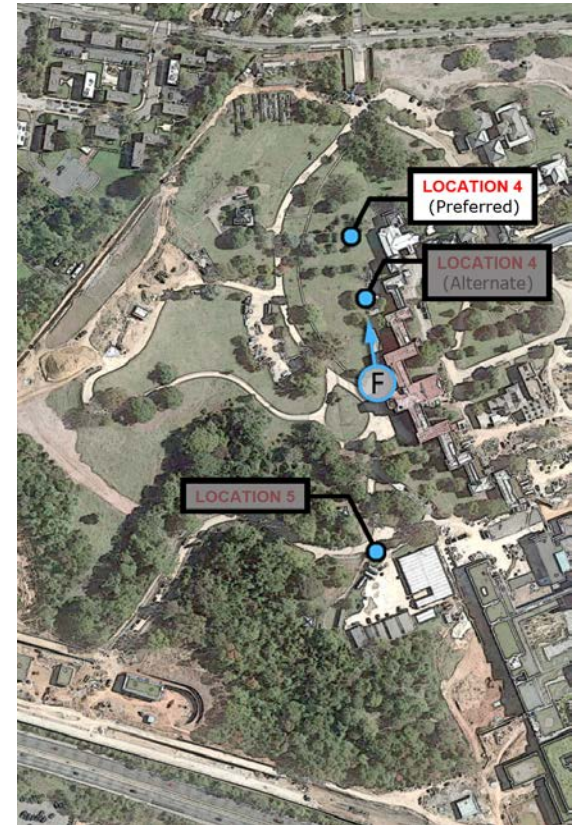 LOCATION 4
(Preferred)
LOCATION 4
(Alternate)
F
LOCATION 5